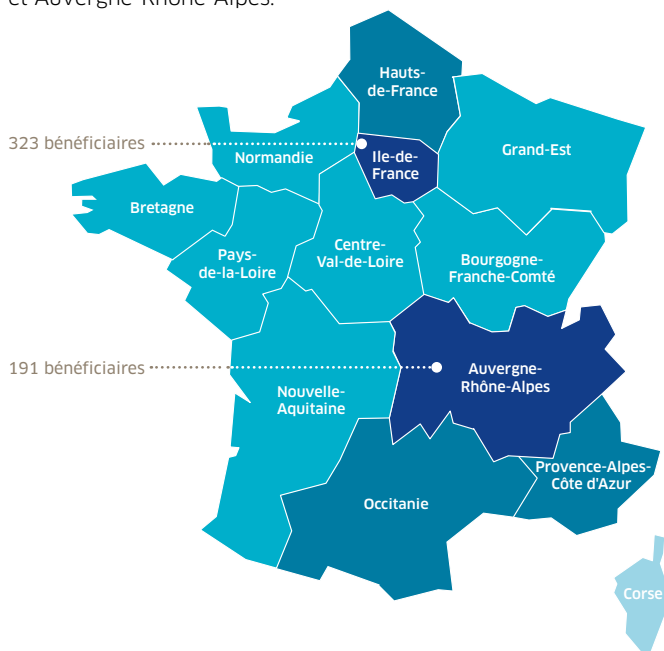 et Auvergne-Rhône-Alpes.
Hauts-
de-France
323 bénéficiaires
Normandie
Ile-de-
France
Grand-Est
Bretagne
Pays-
de-la-Loire
Centre-
Val-de-Loire
Bourgogne-
Franche-Comté
191 bénéficiaires
Auvergne-
Rhône-Alpes
Nouvelle-
Aquitaine
Provence-Alpes-
Côte d'Azur
Occitanie
Corse